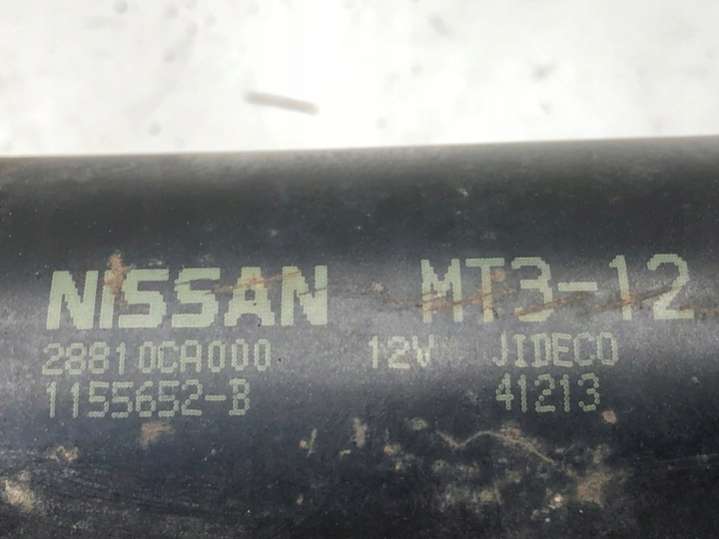 NISSAN MT3-12
28810CA000 12V JIDECO
1155652-B 41213